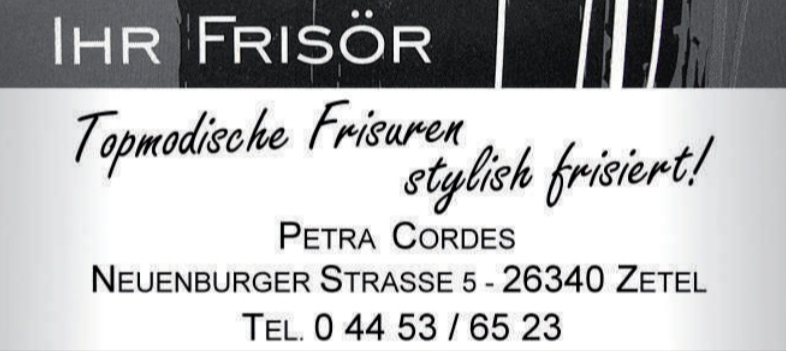 IHR FRISÖR
Topmodische Frisuren
stylish frisiert!
PETRA CORDES
NEUENBURGER STRASSE 5 - 26340 ZETEL
TEL. 0 44 53 / 65 23